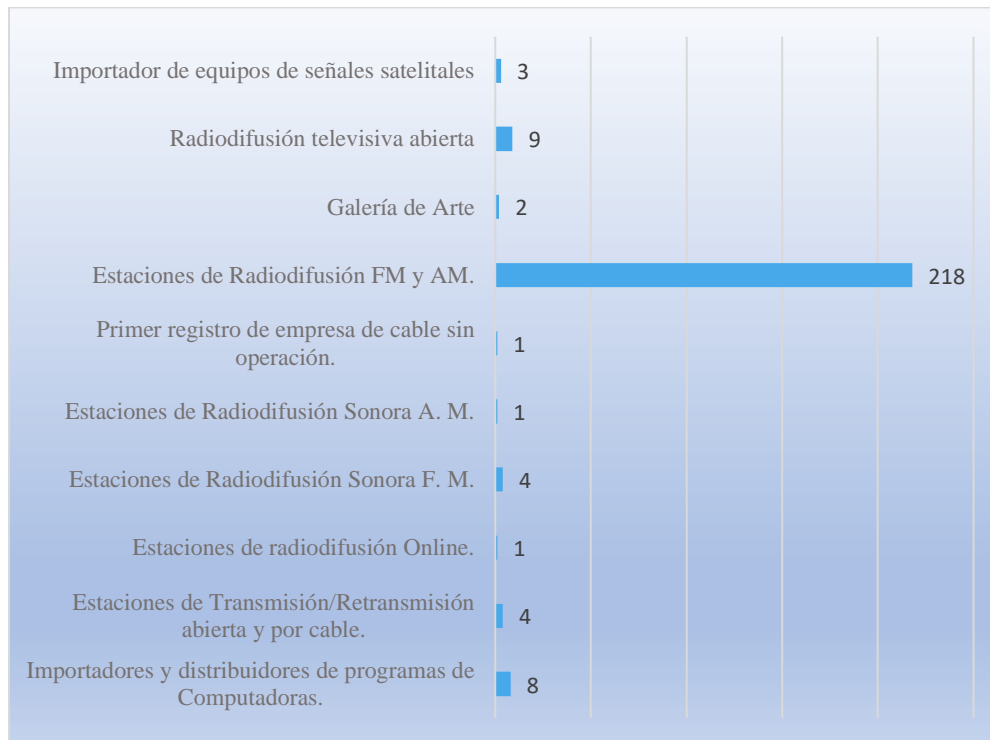 Importador de equipos de señales satelitales
3
Radiodifusión televisiva abierta
9
Galería de Arte
2
Estaciones de Radiodifusión FM y AM.
218
Primer registro de empresa de cable sin
operación.
1
Estaciones de Radiodifusión Sonora A. M.
1
Estaciones de Radiodifusión Sonora F. M.
4
Estaciones de radiodifusión Online.
1
Estaciones de Transmisión/Retransmisión
abierta y por cable.
4
Importadores y distribuidores de programas de
Computadoras.
8